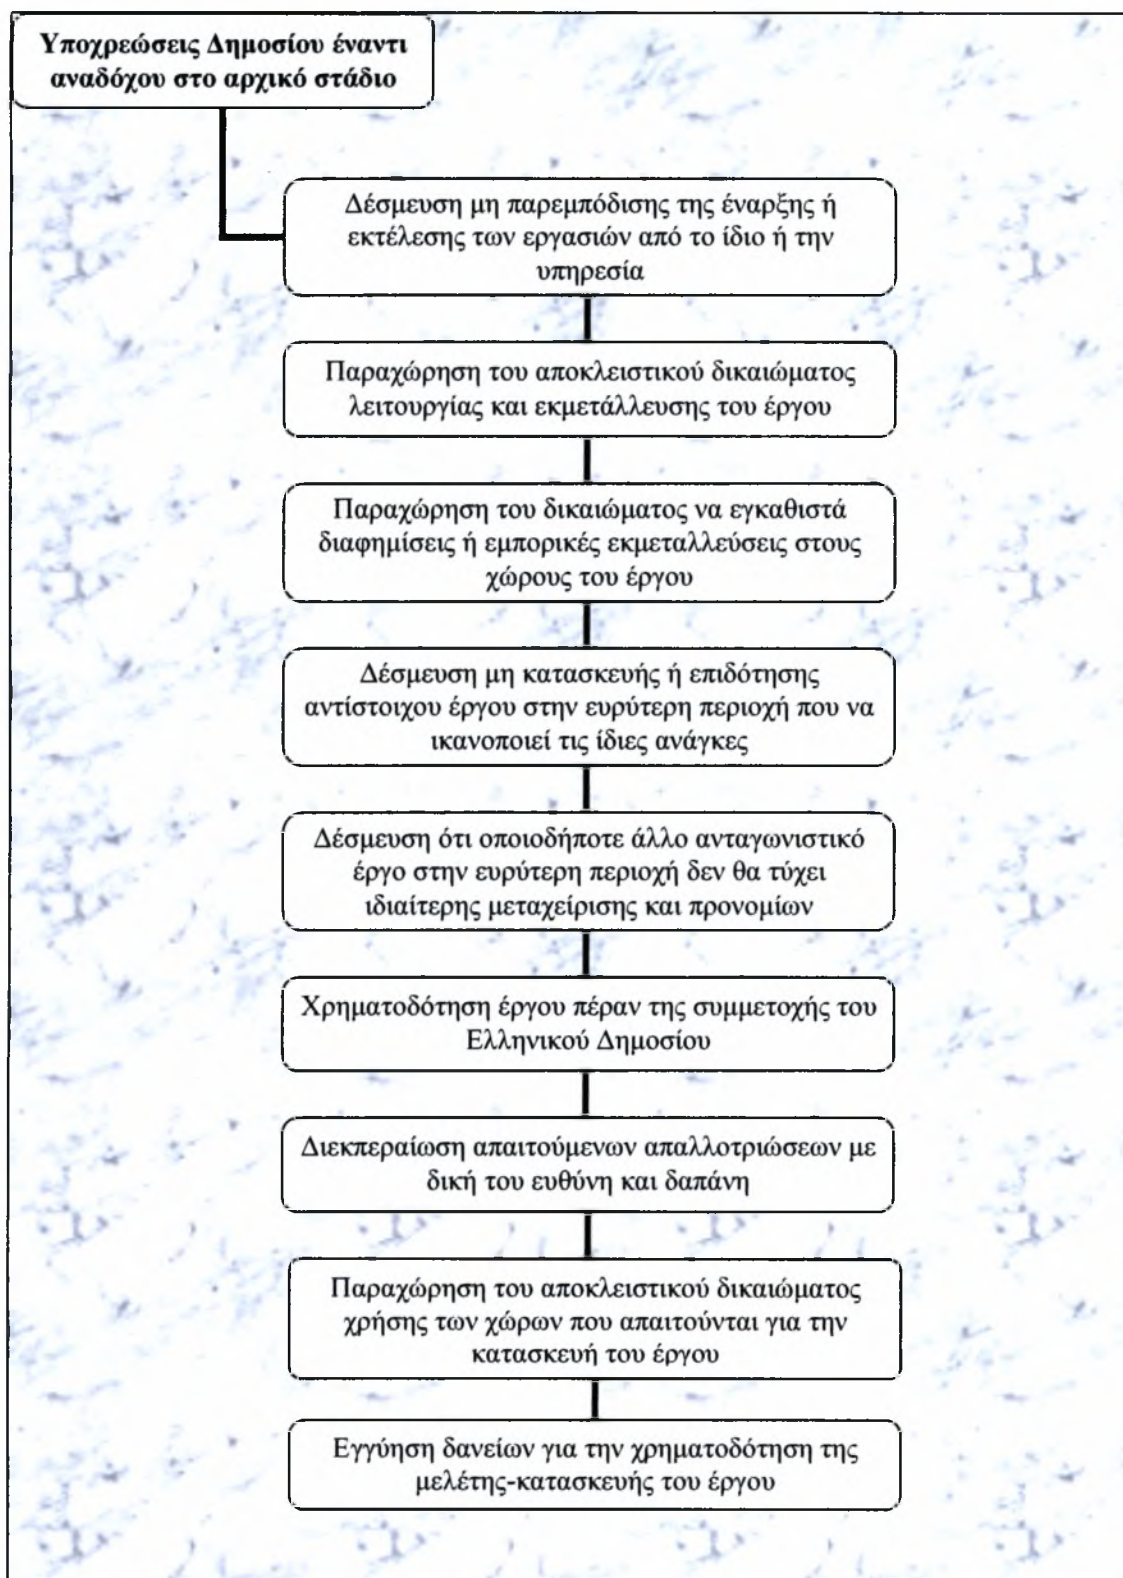 Υποχρεώσεις Δημοσίου έναντι
αναδόχου στο αρχικό στάδιο
Δέσμευση μη παρεμπόδισης της έναρξης ή
εκτέλεσης των εργασιών από το ίδιο ή την
υπηρεσία
Παραχώρηση του αποκλειστικού δικαιώματος
λειτουργίας και εκμετάλλευσης του έργου
Παραχώρηση του δικαιώματος να εγκαθιστά
διαφημίσεις ή εμπορικές εκμεταλλεύσεις στους
χώρους του έργου
Δέσμευση μη κατασκευής ή επιδότησης
αντίστοιχου έργου στην ευρύτερη περιοχή που να
ικανοποιεί τις ίδιες ανάγκες
Δέσμευση ότι οποιοδήποτε άλλο ανταγωνιστικό
έργο στην ευρύτερη περιοχή δεν θα τύχει
ιδιαίτερης μεταχείρισης και προνομίων
Χρηματοδότηση έργου πέραν της συμμετοχής του
Ελληνικού Δημοσίου
Διεκπεραίωση απαιτούμενων απαλλοτριώσεων με
δική του ευθύνη και δαπάνη
Παραχώρηση του αποκλειστικού δικαιώματος
χρήσης των χώρων που απαιτούνται για την
κατασκευή του έργου
Εγγύηση δανείων για την χρηματοδότηση της
μελέτης-κατασκευής του έργου